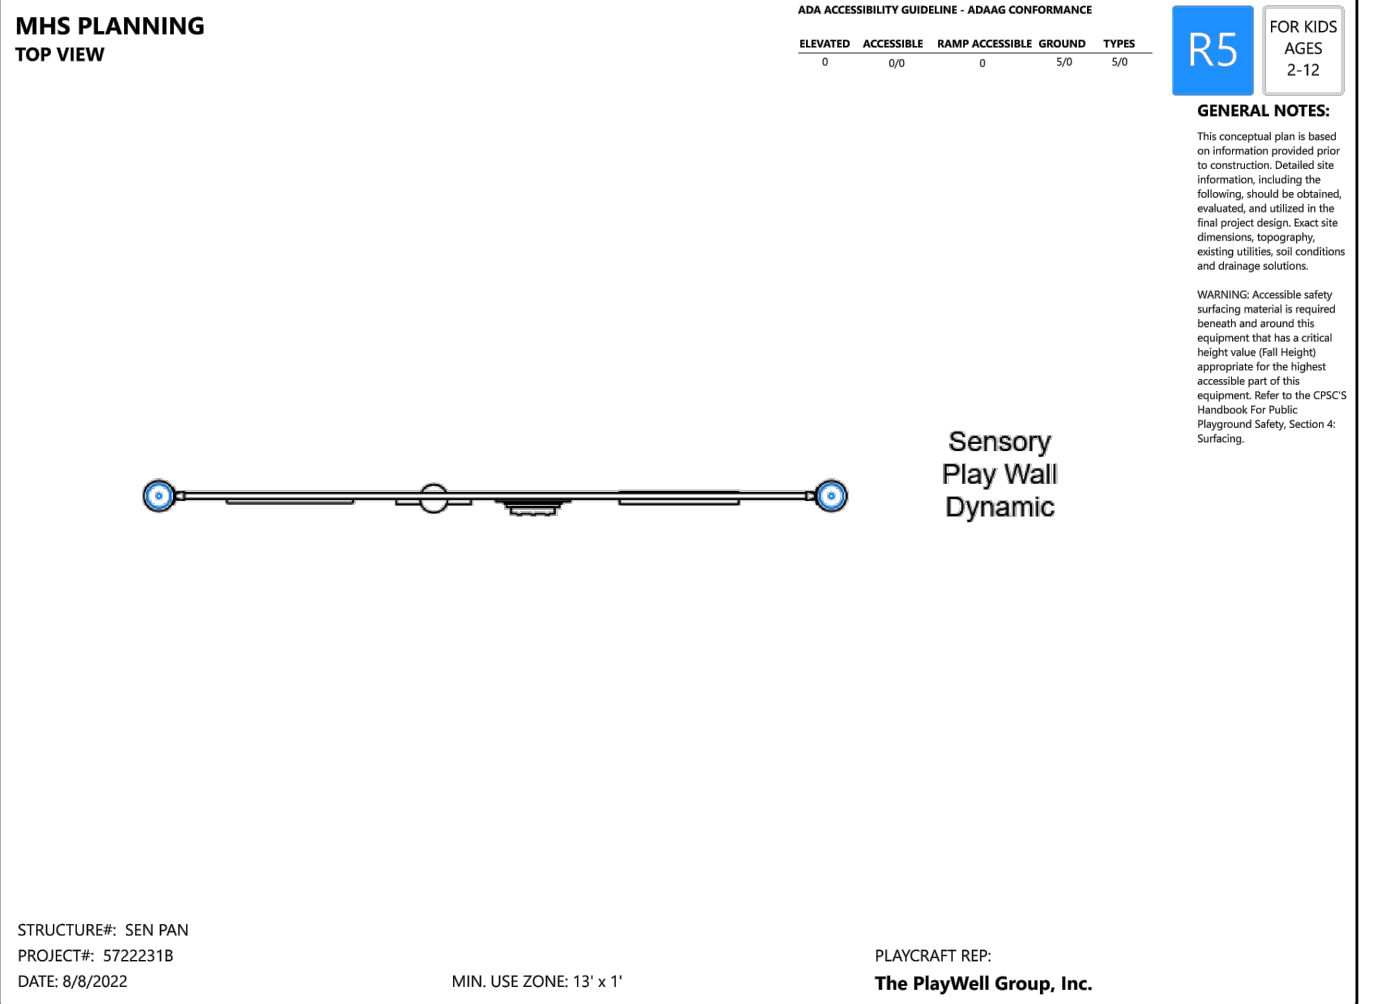 MHS PLANNING
TOP VIEW
ADA ACCESSIBILITY GUIDELINE - ADAAG CONFORMANCE
ELEVATED ACCESSIBLE RAMP ACCESSIBLE GROUND TYPES
0 0/0 0 5/0 5/0
R5
FOR KIDS
AGES
2-12
GENERAL NOTES:
This conceptual plan is based
on information provided prior
to construction. Detailed site
information, including the
following, should be obtained,
evaluated, and utilized in the
final project design. Exact site
dimensions, topography,
existing utilities, soil conditions
and drainage solutions.
WARNING: Accessible safety
surfacing material is required
beneath and around this
equipment that has a critical
height value (Fall Height)
appropriate for the highest
accessible part of this
equipment. Refer to the CPSC'S
Handbook For Public
Playground Safety, Section 4:
Surfacing.
Sensory
Play Wall
Dynamic
STRUCTURE#: SEN PAN
PROJECT#: 5722231B
DATE: 8/8/2022
MIN. USE ZONE: 13' x 1'
PLAYCRAFT REP:
The PlayWell Group, Inc.